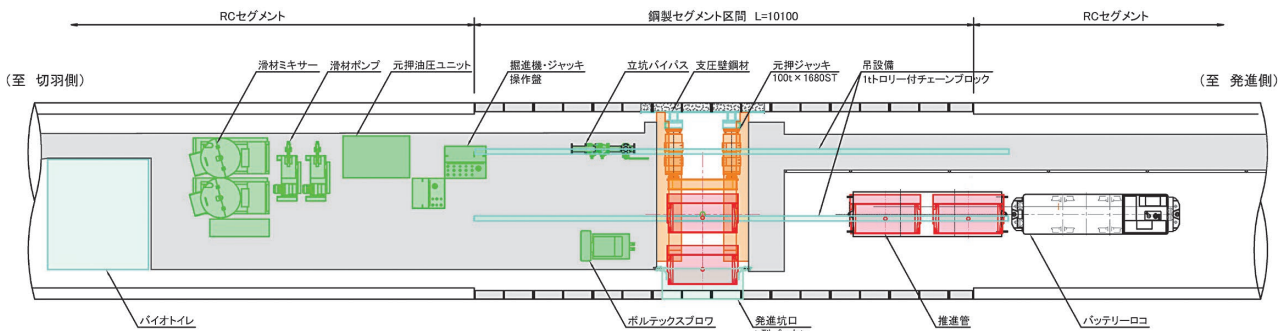 RCセグメント
鋼製セグメント区間 L=10100
RCセグメント
(至 切羽側)
滑材ミキサー
滑材ポンプ
元押油圧ユニット
掘進機・ジャッキ
操作盤
立坑バイパス
支圧壁鋼材
元押ジャッキ
100t×1680ST
吊設備
1tトロリー付チェーンブロック
(至 発進側)
バイオトイレ
ボルテックスブロワ
発進坑口
推進管
バッテリーロコ